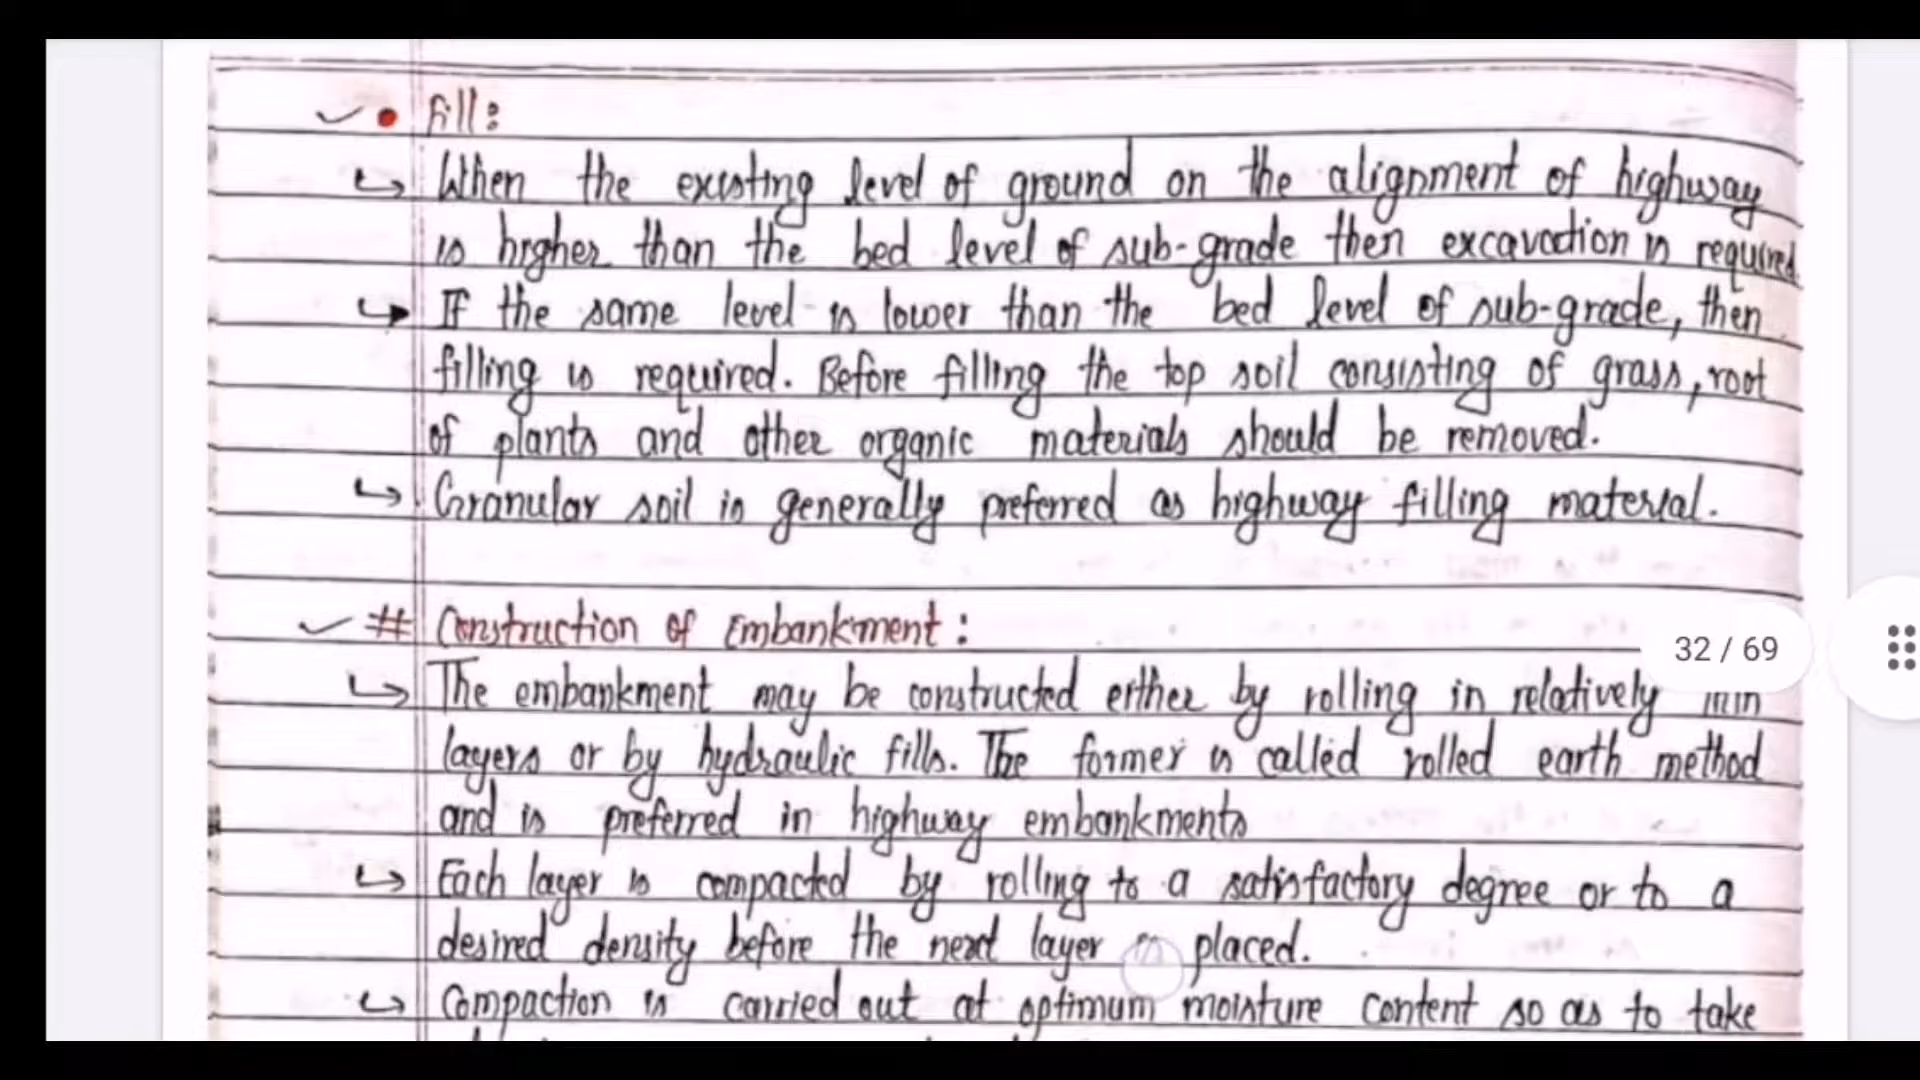 Fill:
When the existing level of ground on the alignment of highway
is higher than the bed level of sub-grade then excavation is required.
If the same level is lower than the bed level of sub-grade, then
filling is required. Before filling the top soil consisting of grass, root
of plants and other organic materials should be removed.
Granular soil is generally preferred as highway filling material.
# Construction of Embankment:
32 / 69
The embankment may be constructed either by rolling in relatively thin
layers or by hydraulic fills. The former is called rolled earth method
and is preferred in highway embankments
Each layer is compacted by rolling to a satisfactory degree or to a
desired density before the next layer is placed.
Compaction is carried out at optimum moisture content so as to take